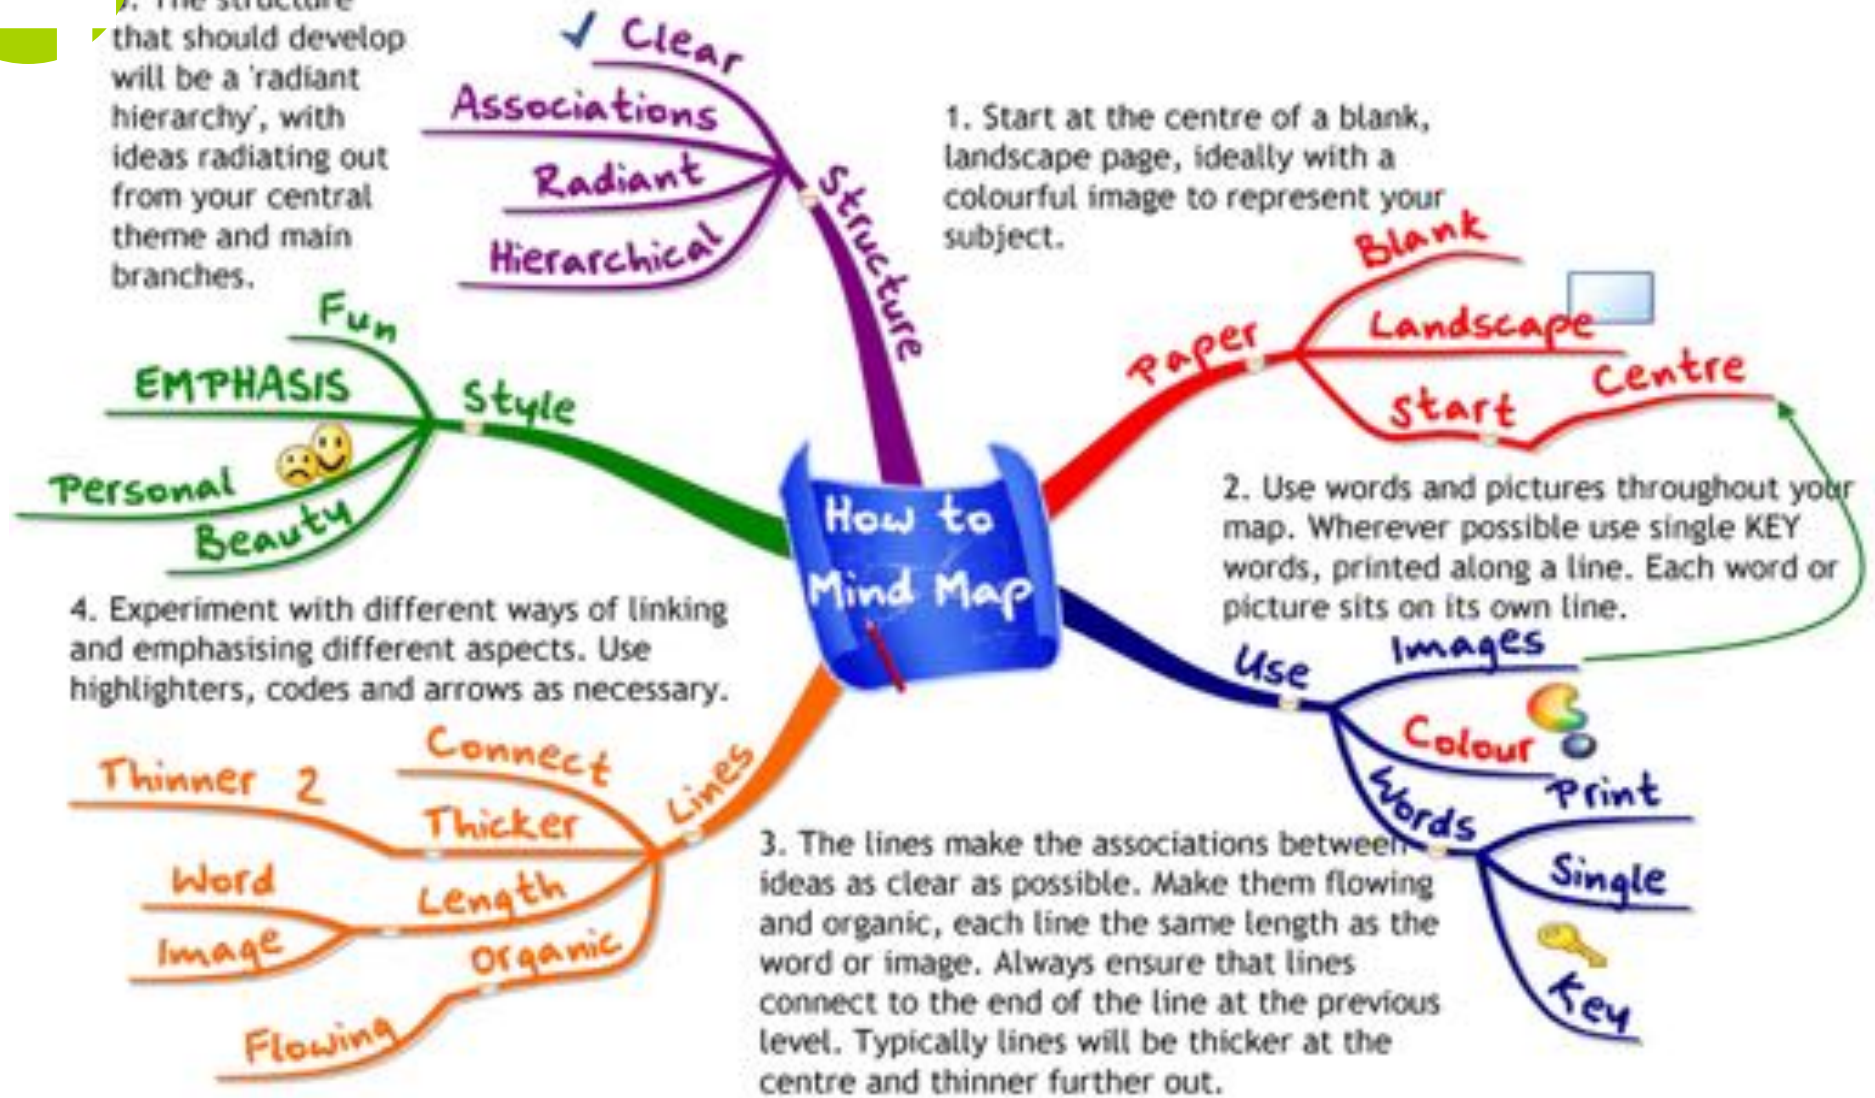 How to
Mind Map
1. Start at the centre of a blank,
landscape page, ideally with a
colourful image to represent your
subject.
Paper
Blank
Landscape
Start
Centre
2. Use words and pictures throughout your
map. Wherever possible use single KEY
words, printed along a line. Each word or
picture sits on its own line.
Use
Images
Colour
Words
Print
Single
Key
3. The lines make the associations between
ideas as clear as possible. Make them flowing
and organic, each line the same length as the
word or image. Always ensure that lines
connect to the end of the line at the previous
level. Typically lines will be thicker at the
centre and thinner further out.
Lines
Connect
Thicker
Thinner 2
Length
Word
Image
Organic
Flowing
4. Experiment with different ways of linking
and emphasising different aspects. Use
highlighters, codes and arrows as necessary.
Style
Fun
EMPHASIS
Personal
Beauty
The structure
that should develop
will be a 'radiant
hierarchy', with
ideas radiating out
from your central
theme and main
branches.
Structure
Clear
Associations
Radiant
Hierarchical